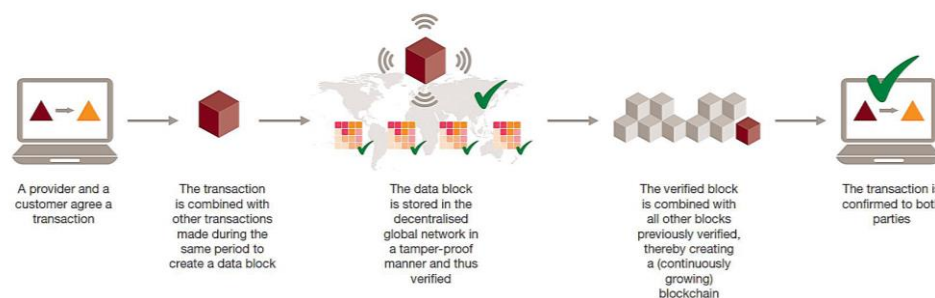 A provider and a
customer agree a
transaction
The transaction
is combined with
other transactions
made during the
same period to
create a data block
The data block
is stored in the
decentralised
global network in
a tamper-proof
manner and thus
verified
The verified block
is combined with
all other blocks
previously verified,
thereby creating
a (continuously
growing)
blockchain
The transaction is
confirmed to both
parties